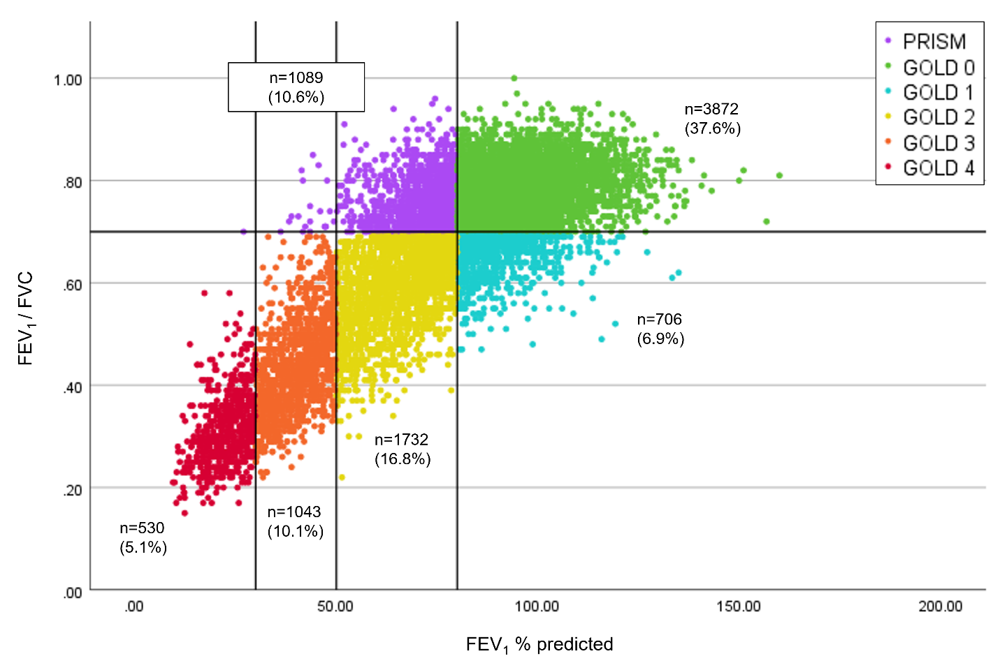 PRISM
GOLD 0
GOLD 1
GOLD 2
GOLD 3
GOLD 4
n=1089
(10.6%)
n=3872
(37.6%)
n=706
(6.9%)
n=1732
(16.8%)
n=1043
(10.1%)
n=530
(5.1%)
1.00
.80
.60
.40
.20
.00
FEV1 / FVC
.00 50.00 100.00 150.00 200.00
FEV1 % predicted